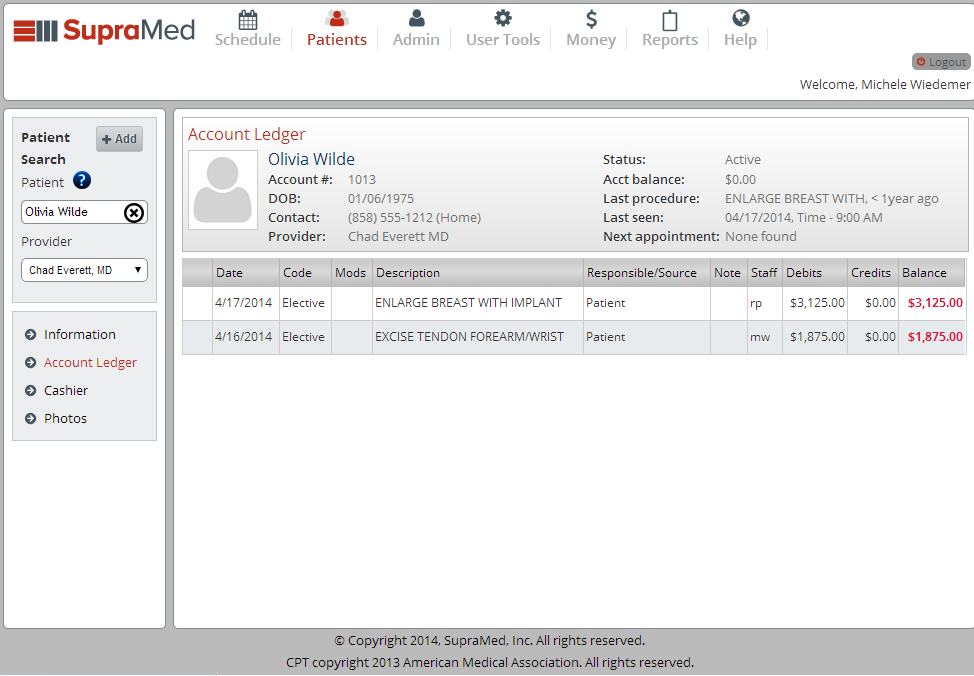 SupraMed
Schedule Patients Admin User Tools Money Reports Help
Logout
Welcome, Michele Wiedemer
Patient Search
+ Add
Patient ?
Olivia Wilde
Provider
Chad Everett, MD
Information
Account Ledger
Cashier
Photos
Account Ledger
Olivia Wilde
Account #: 1013
DOB: 01/06/1975
Contact: (858) 555-1212 (Home)
Provider: Chad Everett MD
Status: Active
Acct balance: $0.00
Last procedure: ENLARGE BREAST WITH, < 1year ago
Last seen: 04/17/2014, Time - 9:00 AM
Next appointment: None found
Date Code Mods Description Responsible/Source Note Staff Debits Credits Balance
4/17/2014 Elective ENLARGE BREAST WITH IMPLANT Patient rp $3,125.00 $0.00 $3,125.00
4/16/2014 Elective EXCISE TENDON FOREARM/WRIST Patient mw $1,875.00 $0.00 $1,875.00
© Copyright 2014, SupraMed, Inc. All rights reserved.
CPT copyright 2013 American Medical Association. All rights reserved.